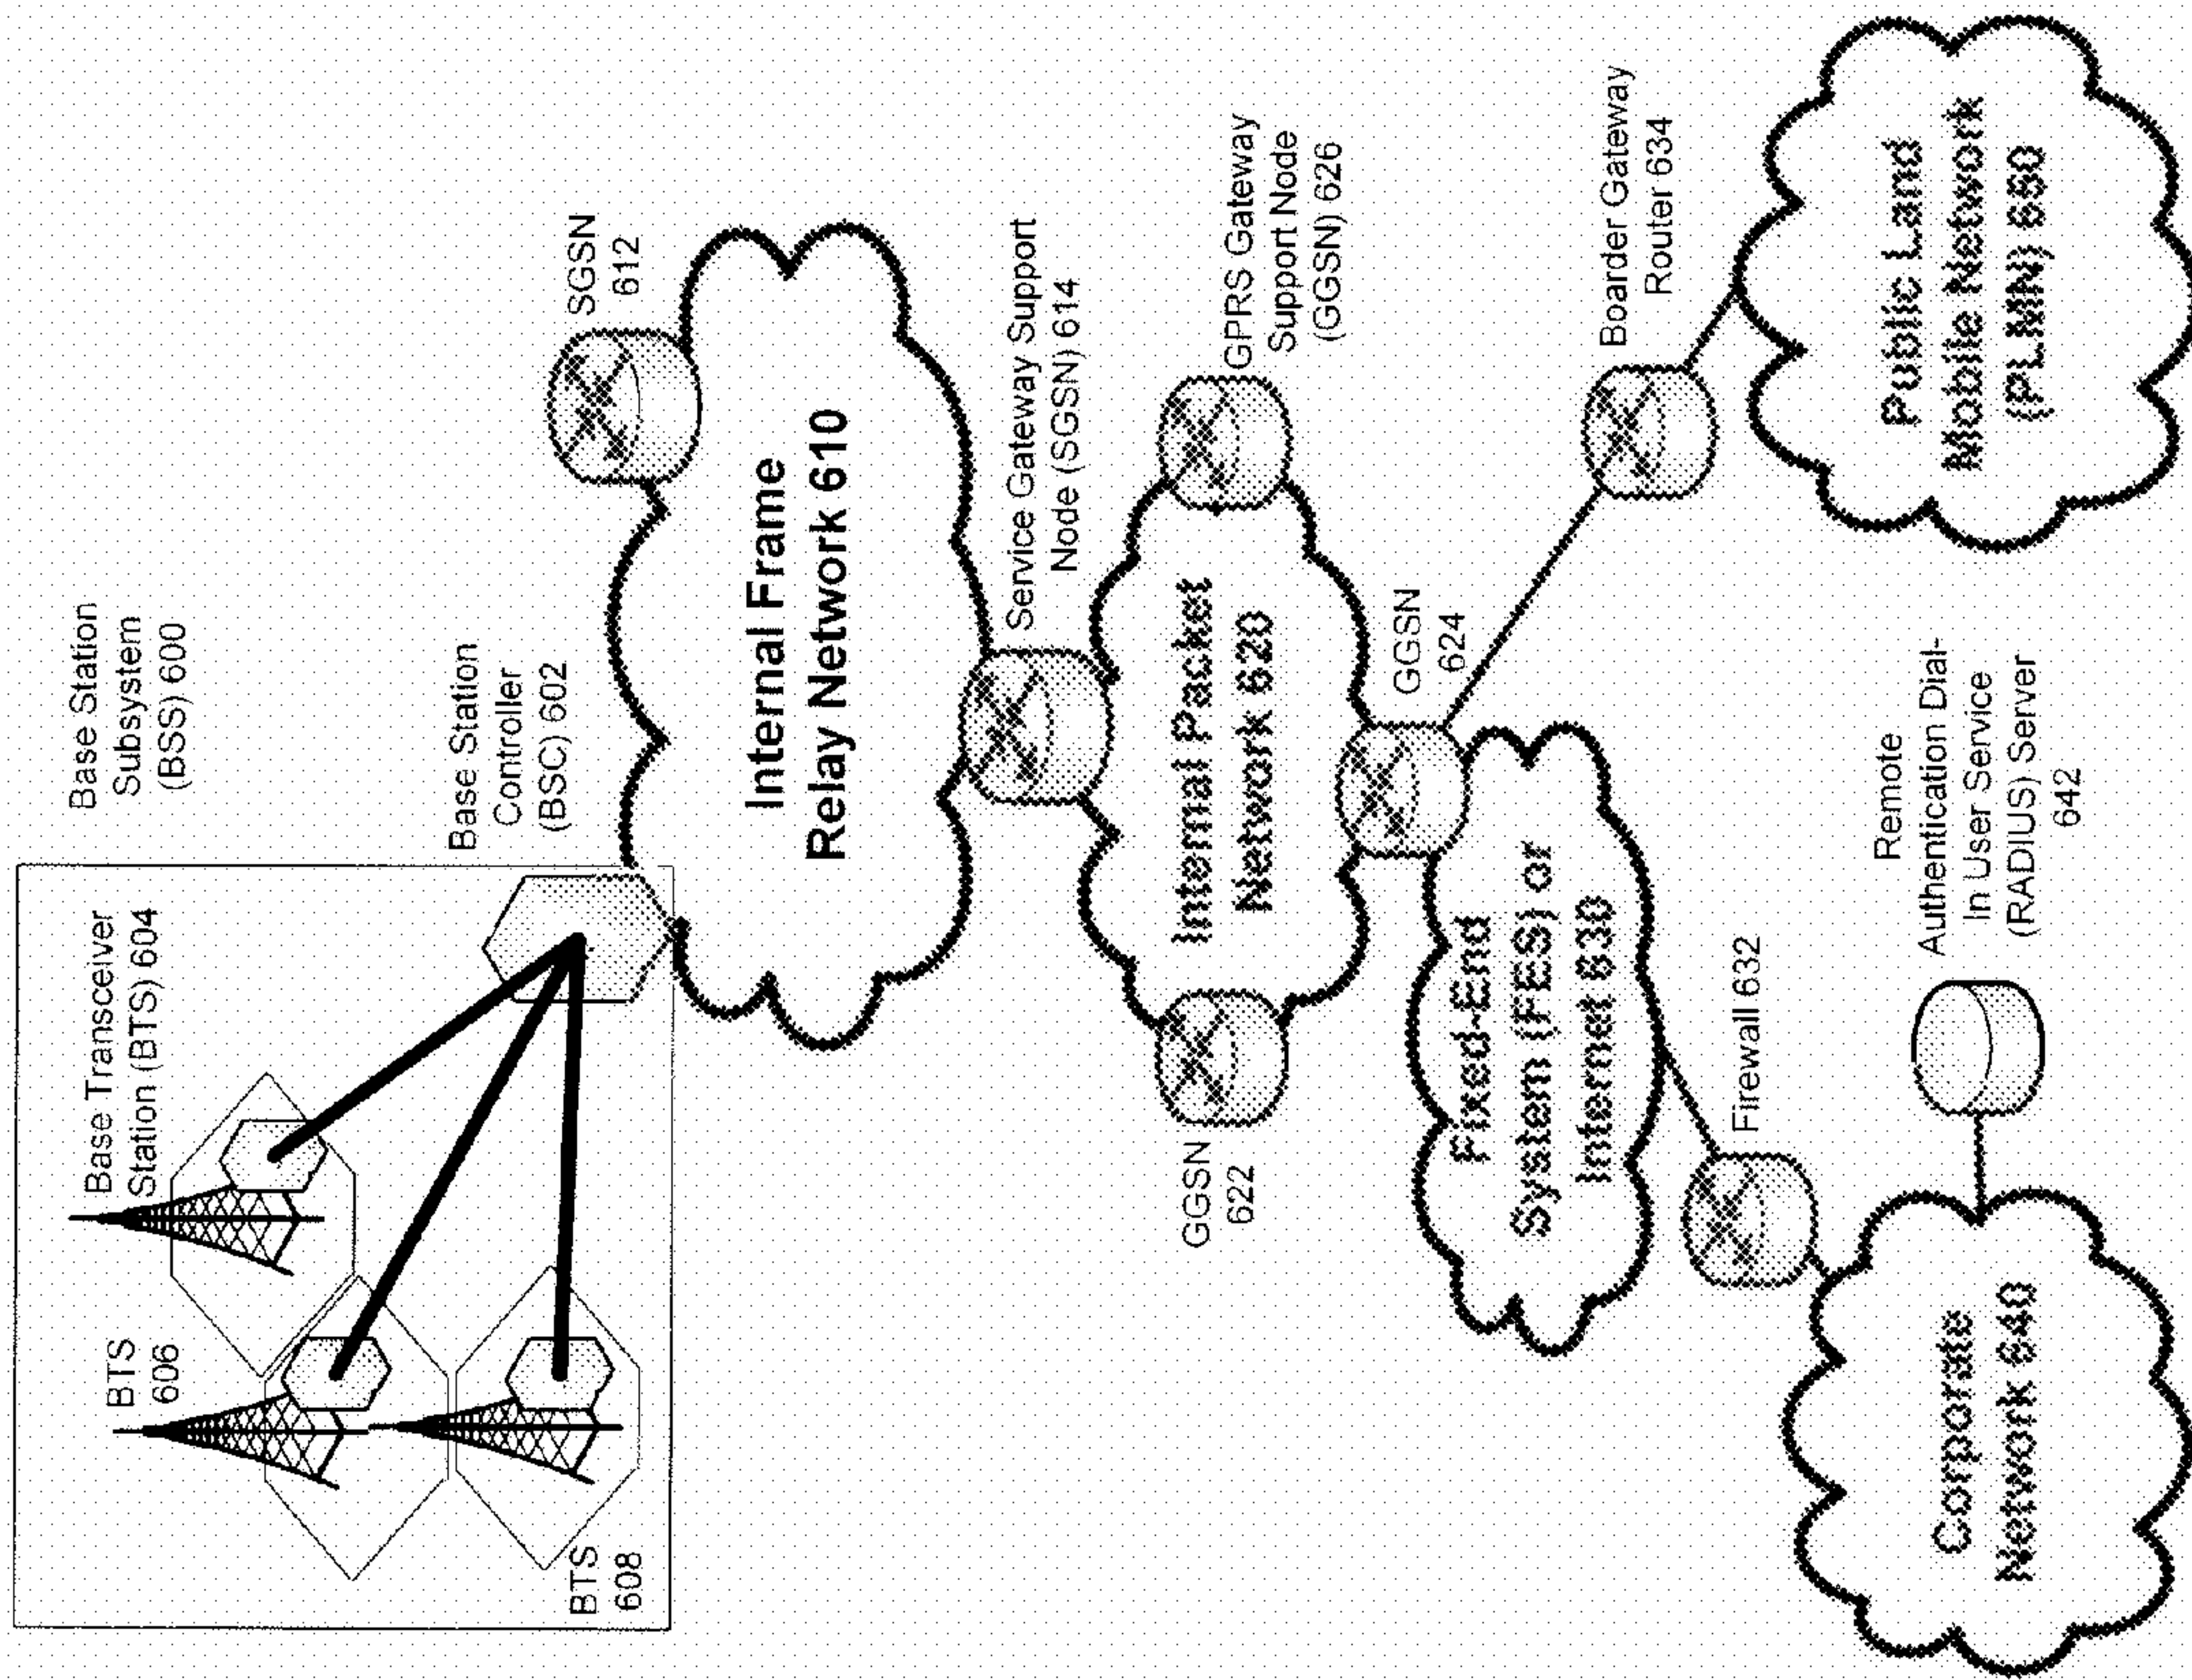 Base Station
Subsystem
(BSS) 600
Base Transceiver
Station (BTS) 604
BTS
606
BTS
608
Base Station
Controller
(BSC) 602
SGSN
612
Internal Frame
Relay Network 610
Service Gateway Support
Node (SGSN) 614
GPRS Gateway
Support Node
(GGSN) 626
Internal Packet
Network 620
GGSN
622
GGSN
624
Fixed-End
System (FES) or
Internet 630
Boarder Gateway
Router 634
Firewall 632
Public Land
Mobile Network
(PLMN) 650
Remote
Authentication Dial-
In User Service
(RADIUS) Server
642
Corporate
Network 640